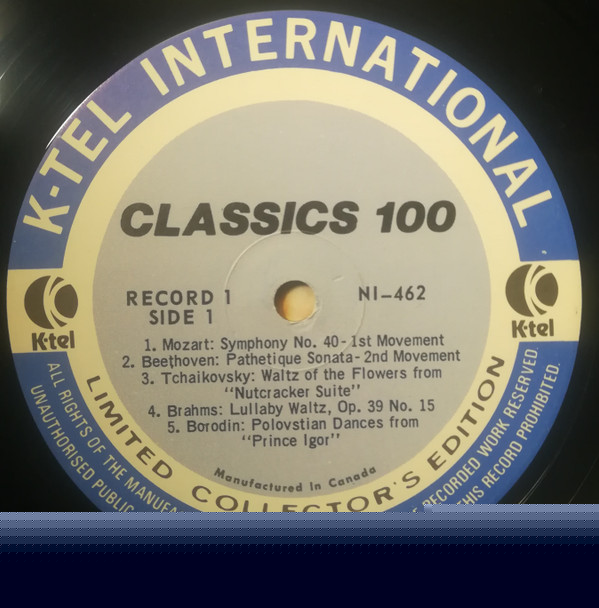 K-TEL INTERNATIONAL
CLASSICS 100
RECORD 1
SIDE 1
NI-462
K-tel
K-tel
1. Mozart: Symphony No. 40 - 1st Movement
2. Beethoven: Pathetique Sonata - 2nd Movement
3. Tchaikovsky: Waltz of the Flowers from
"Nutcracker Suite"
4. Brahms: Lullaby Waltz, Op. 39 No. 15
5. Borodin: Polovstian Dances from
"Prince Igor"
Manufactured In Canada
LIMITED COLLECTOR'S EDITION
ALL RIGHTS OF THE
UNAUTHORISED
RECORDED WORK RESERVED.
THIS RECORD PROHIBITED.